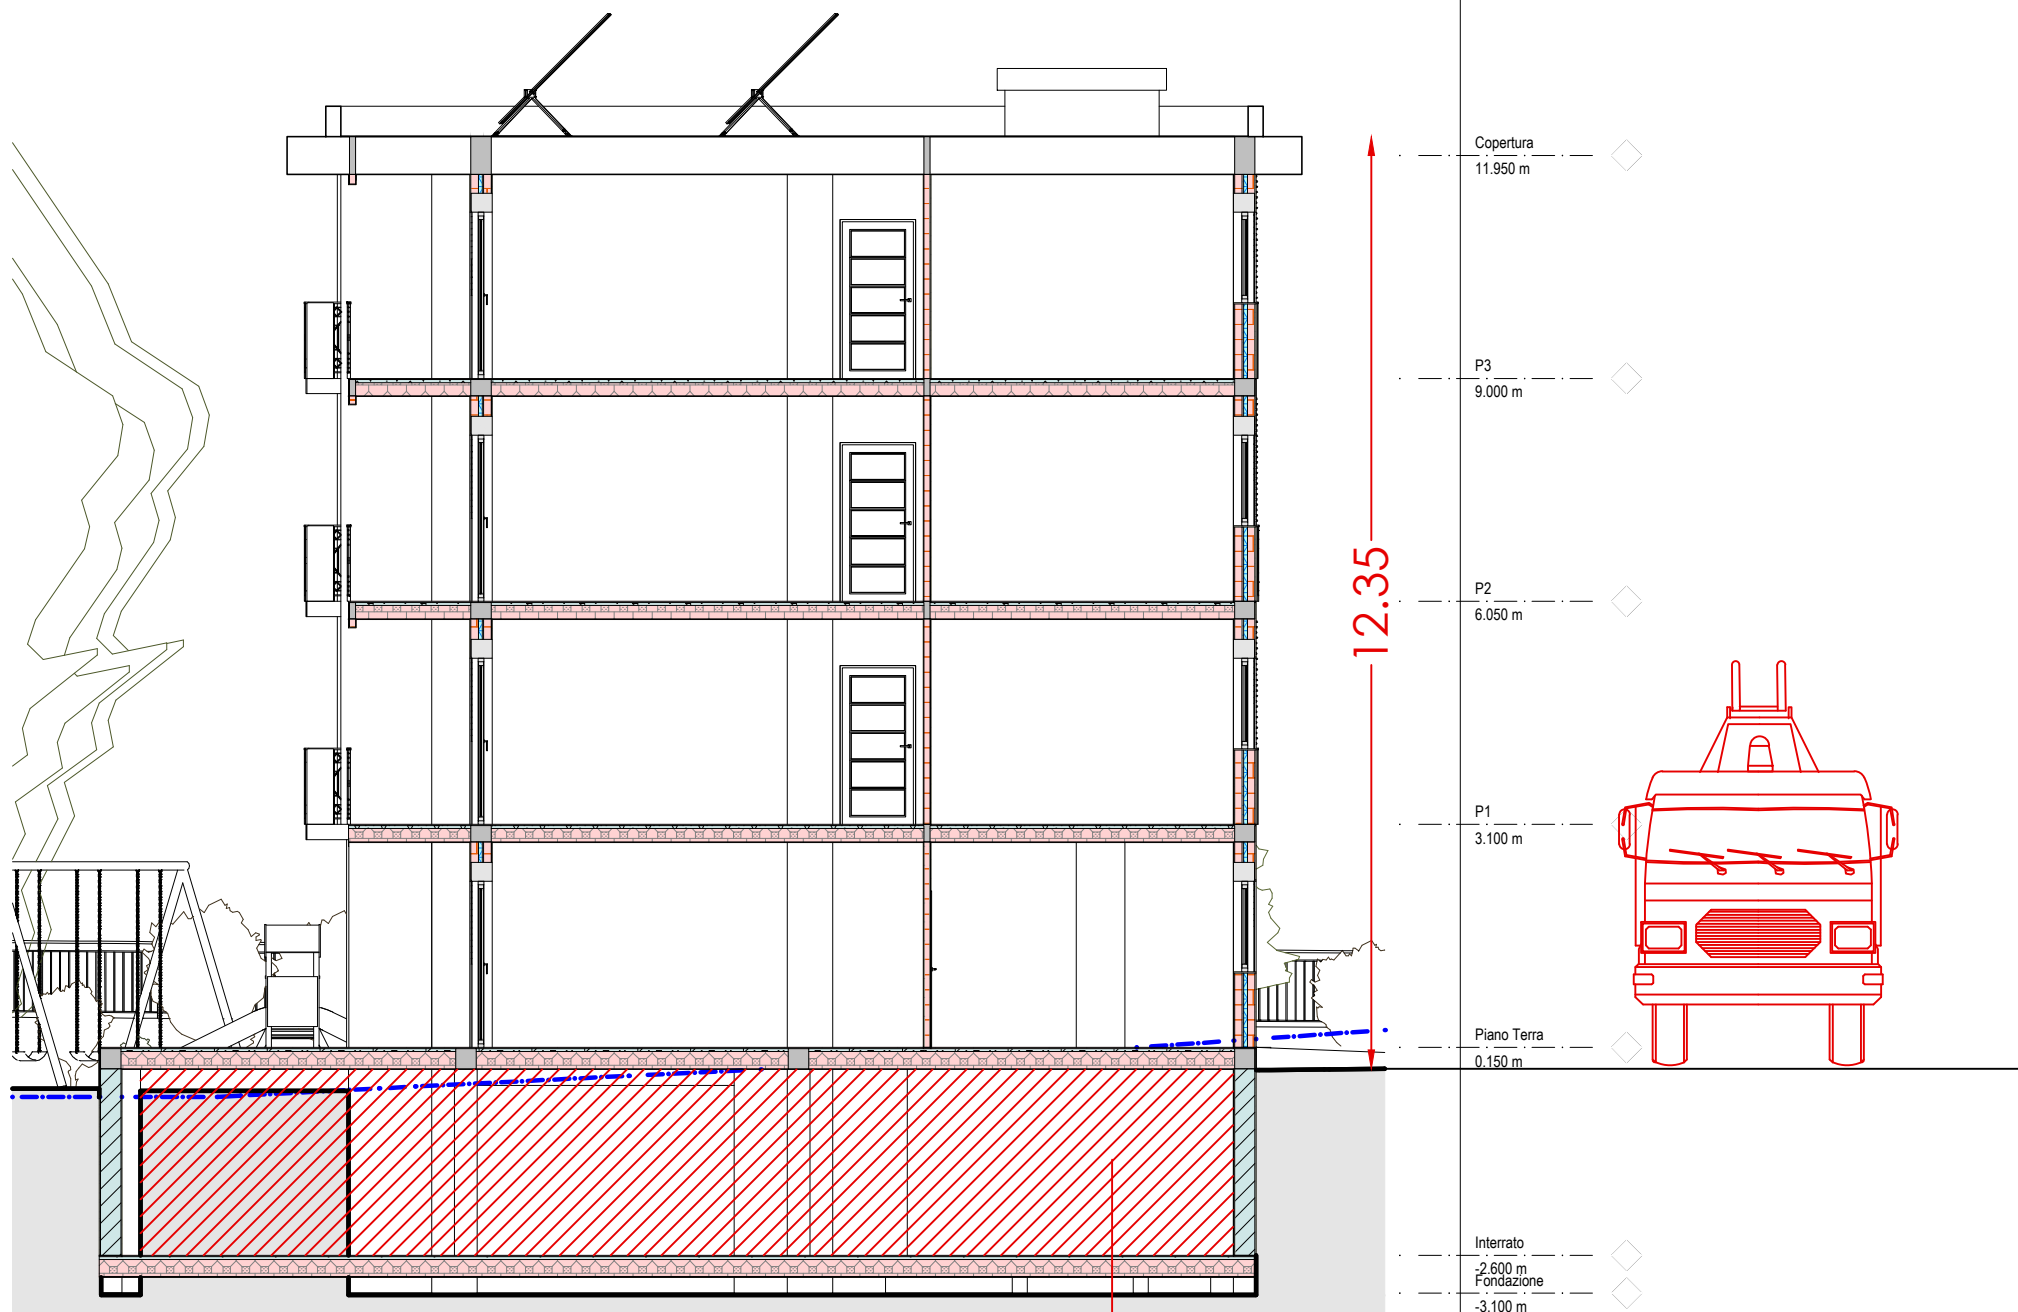 Copertura
11.950 m
P3
9.000 m
12.35
P2
6.050 m
P1
3.100 m
Piano Terra
0.150 m
Interrato
-2.600 m
Fondazione
-3.100 m